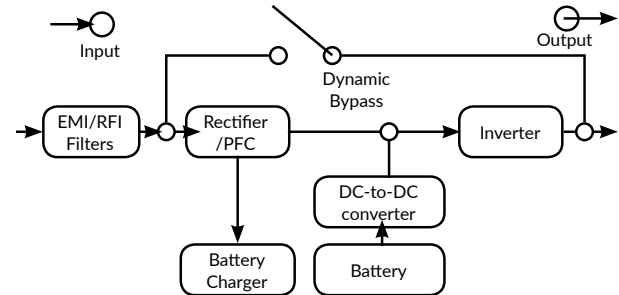 Input
Output
Dynamic
Bypass
EMI/RFI
Filters
Rectifier
/PFC
Inverter
DC-to-DC
converter
Battery
Charger
Battery